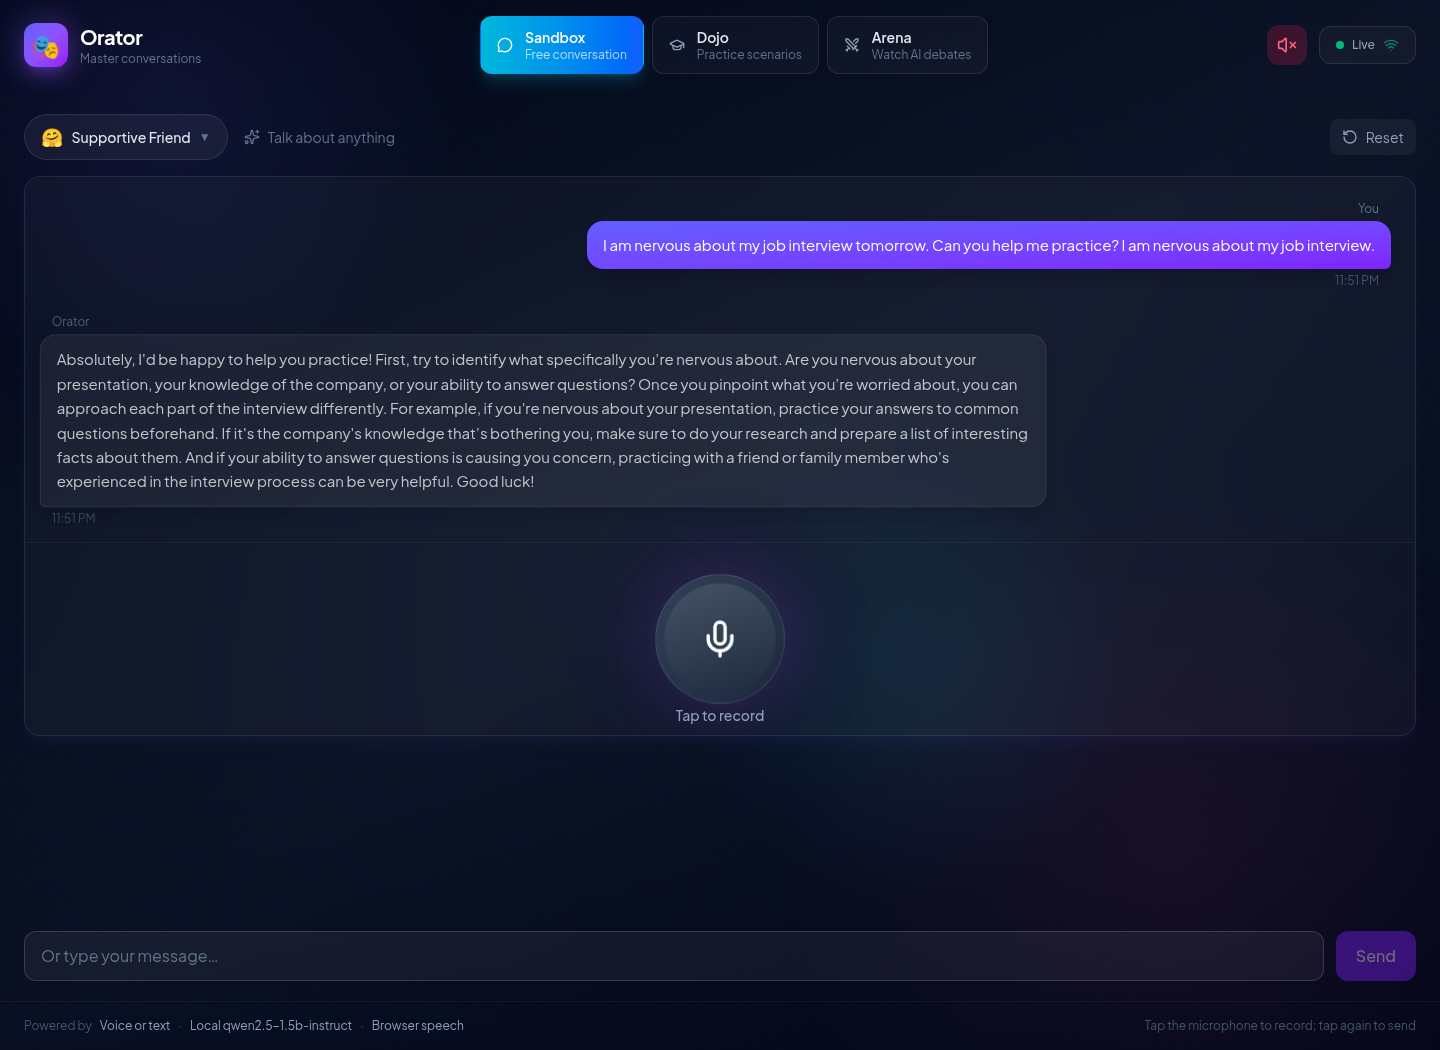 Orator
Master conversations
Sandbox
Free conversation
Dojo
Practice scenarios
Arena
Watch AI debates
Live
Supportive Friend
Talk about anything
Reset
You
I am nervous about my job interview tomorrow. Can you help me practice? I am nervous about my job interview.
11:51 PM
Orator
Absolutely, I'd be happy to help you practice! First, try to identify what specifically you're nervous about. Are you nervous about your
presentation, your knowledge of the company, or your ability to answer questions? Once you pinpoint what you're worried about, you can
approach each part of the interview differently. For example, if you're nervous about your presentation, practice your answers to common
questions beforehand. If it's the company's knowledge that's bothering you, make sure to do your research and prepare a list of interesting
facts about them. And if your ability to answer questions is causing you concern, practicing with a friend or family member who's
experienced in the interview process can be very helpful. Good luck!
11:51 PM
Tap to record
Or type your message...
Send
Powered by Voice or text · Local qwen2.5-1.5b-instruct · Browser speech
Tap the microphone to record; tap again to send